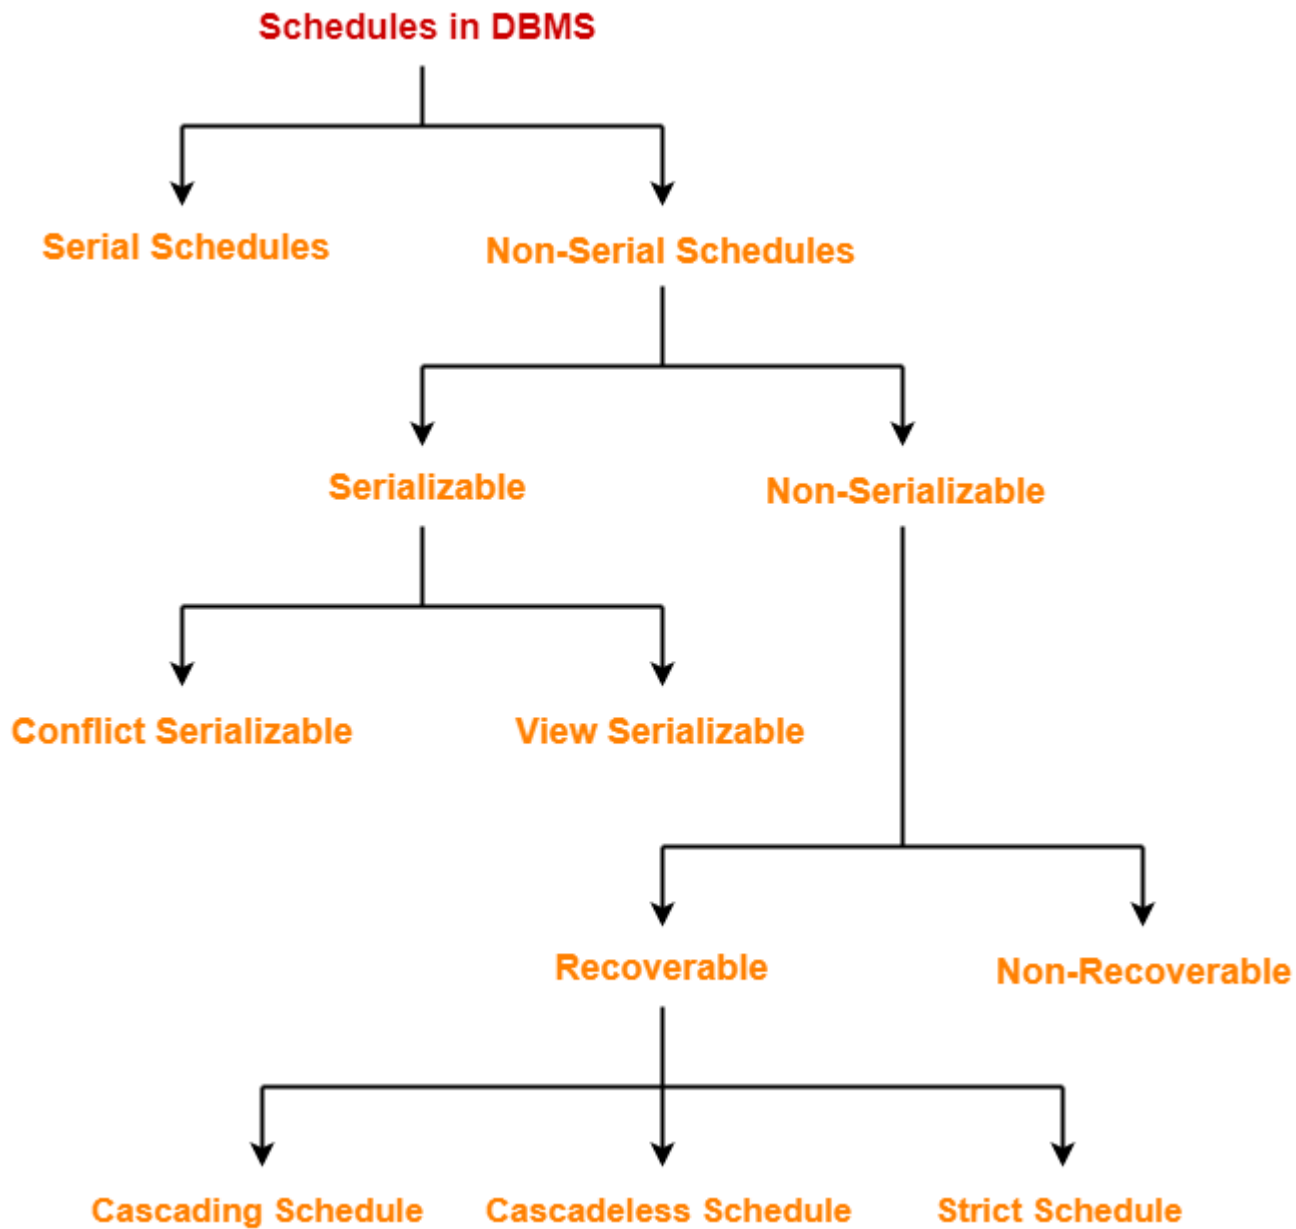 Schedules in DBMS
Serial Schedules
Non-Serial Schedules
Serializable
Non-Serializable
Conflict Serializable
View Serializable
Recoverable
Non-Recoverable
Cascading Schedule
Cascadeless Schedule
Strict Schedule